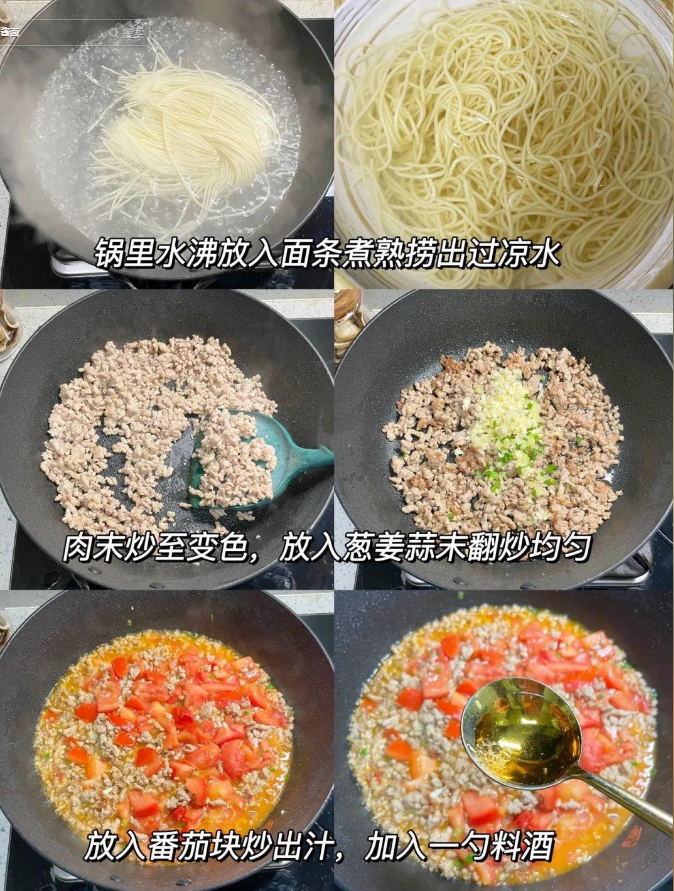 搜索
锅里水沸放入面条煮熟捞出过凉水
肉末炒至变色，放入葱姜蒜末翻炒均匀
放入番茄块炒出汁，加入一勺料酒